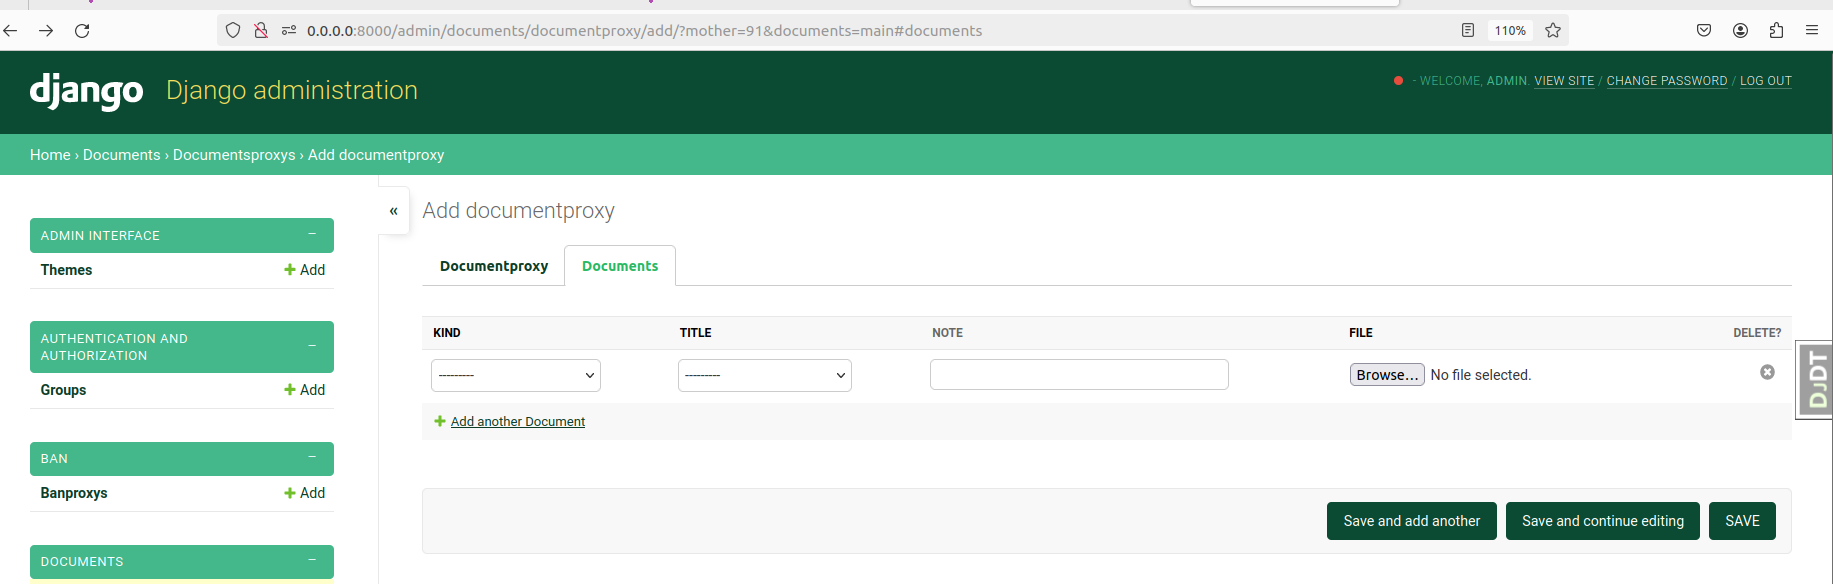 0.0.0.0:8000/admin/documents/documentproxy/add/?mother=91&documents=main#documents
110%
django
Django administration
- WELCOME, ADMIN. VIEW SITE / CHANGE PASSWORD / LOG OUT
Home › Documents › Documentsproxys › Add documentproxy
«
Add documentproxy
ADMIN INTERFACE
Themes
Add
AUTHENTICATION AND
AUTHORIZATION
Groups
Add
BAN
Banproxys
Add
DOCUMENTS
Documentproxy
Documents
KIND
TITLE
NOTE
FILE
DELETE?
---------
---------
Browse...
No file selected.
Add another Document
Save and add another
Save and continue editing
SAVE
DJDT